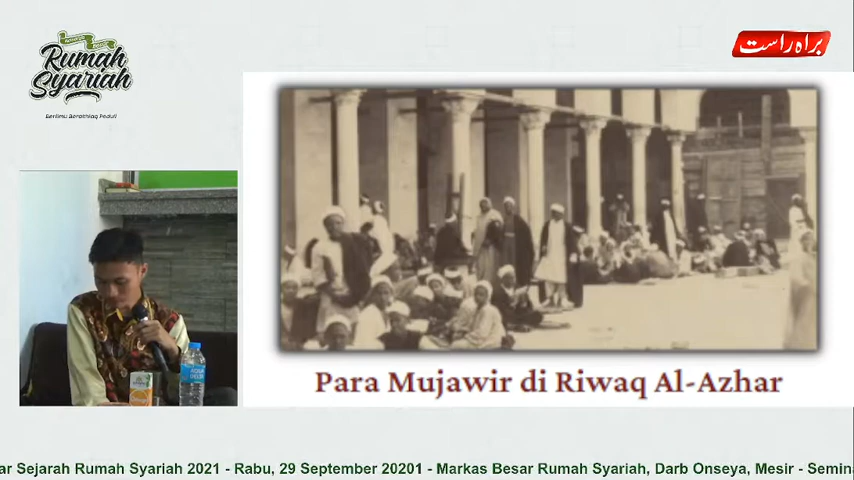 Rumah
Syariah
Berilmu Berakhlaq Peduli
براہ راست
Para Mujawir di Riwaq Al-Azhar
ar Sejarah Rumah Syariah 2021 - Rabu, 29 September 20201 - Markas Besar Rumah Syariah, Darb Onseya, Mesir - Semina